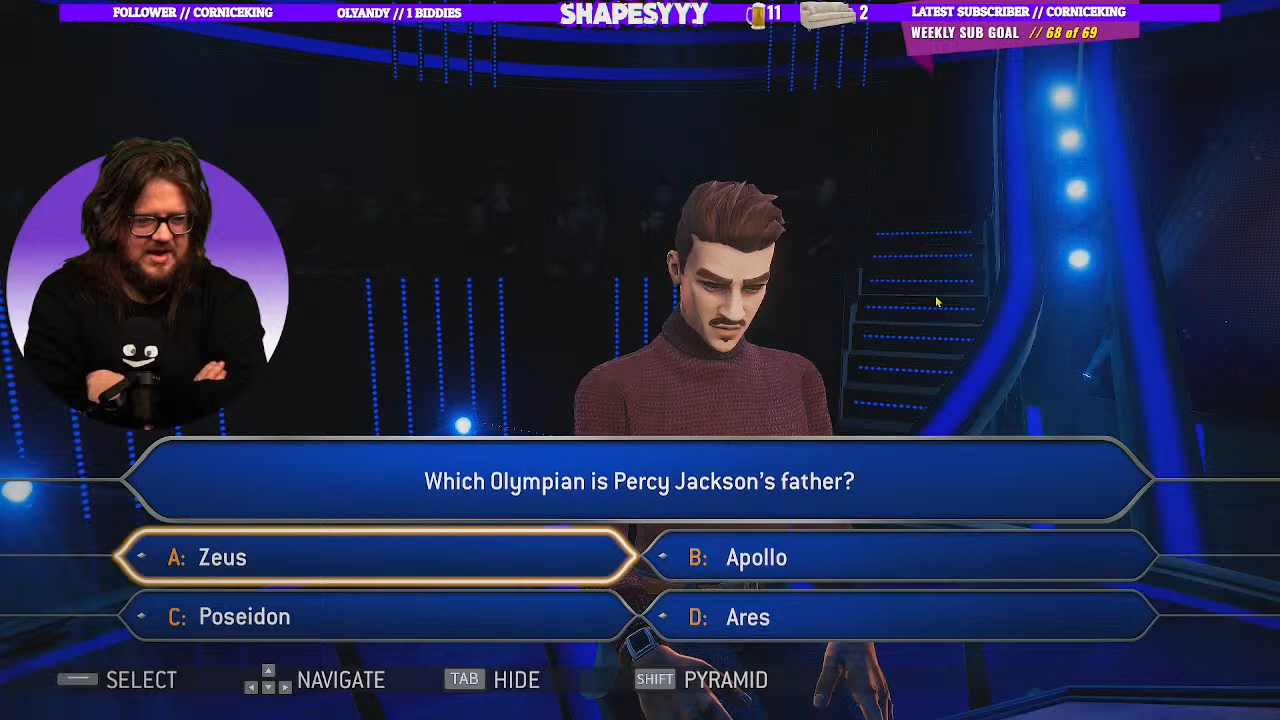 FOLLOWER // CORNICEKING
OLYANDY // 1 BIDDIES
SHAPESYYY
11
2
LATEST SUBSCRIBER // CORNICEKING
WEEKLY SUB GOAL // 68 of 69
Which Olympian is Percy Jackson's father?
A: Zeus
B: Apollo
C: Poseidon
D: Ares
SELECT
NAVIGATE
TAB HIDE
SHIFT PYRAMID